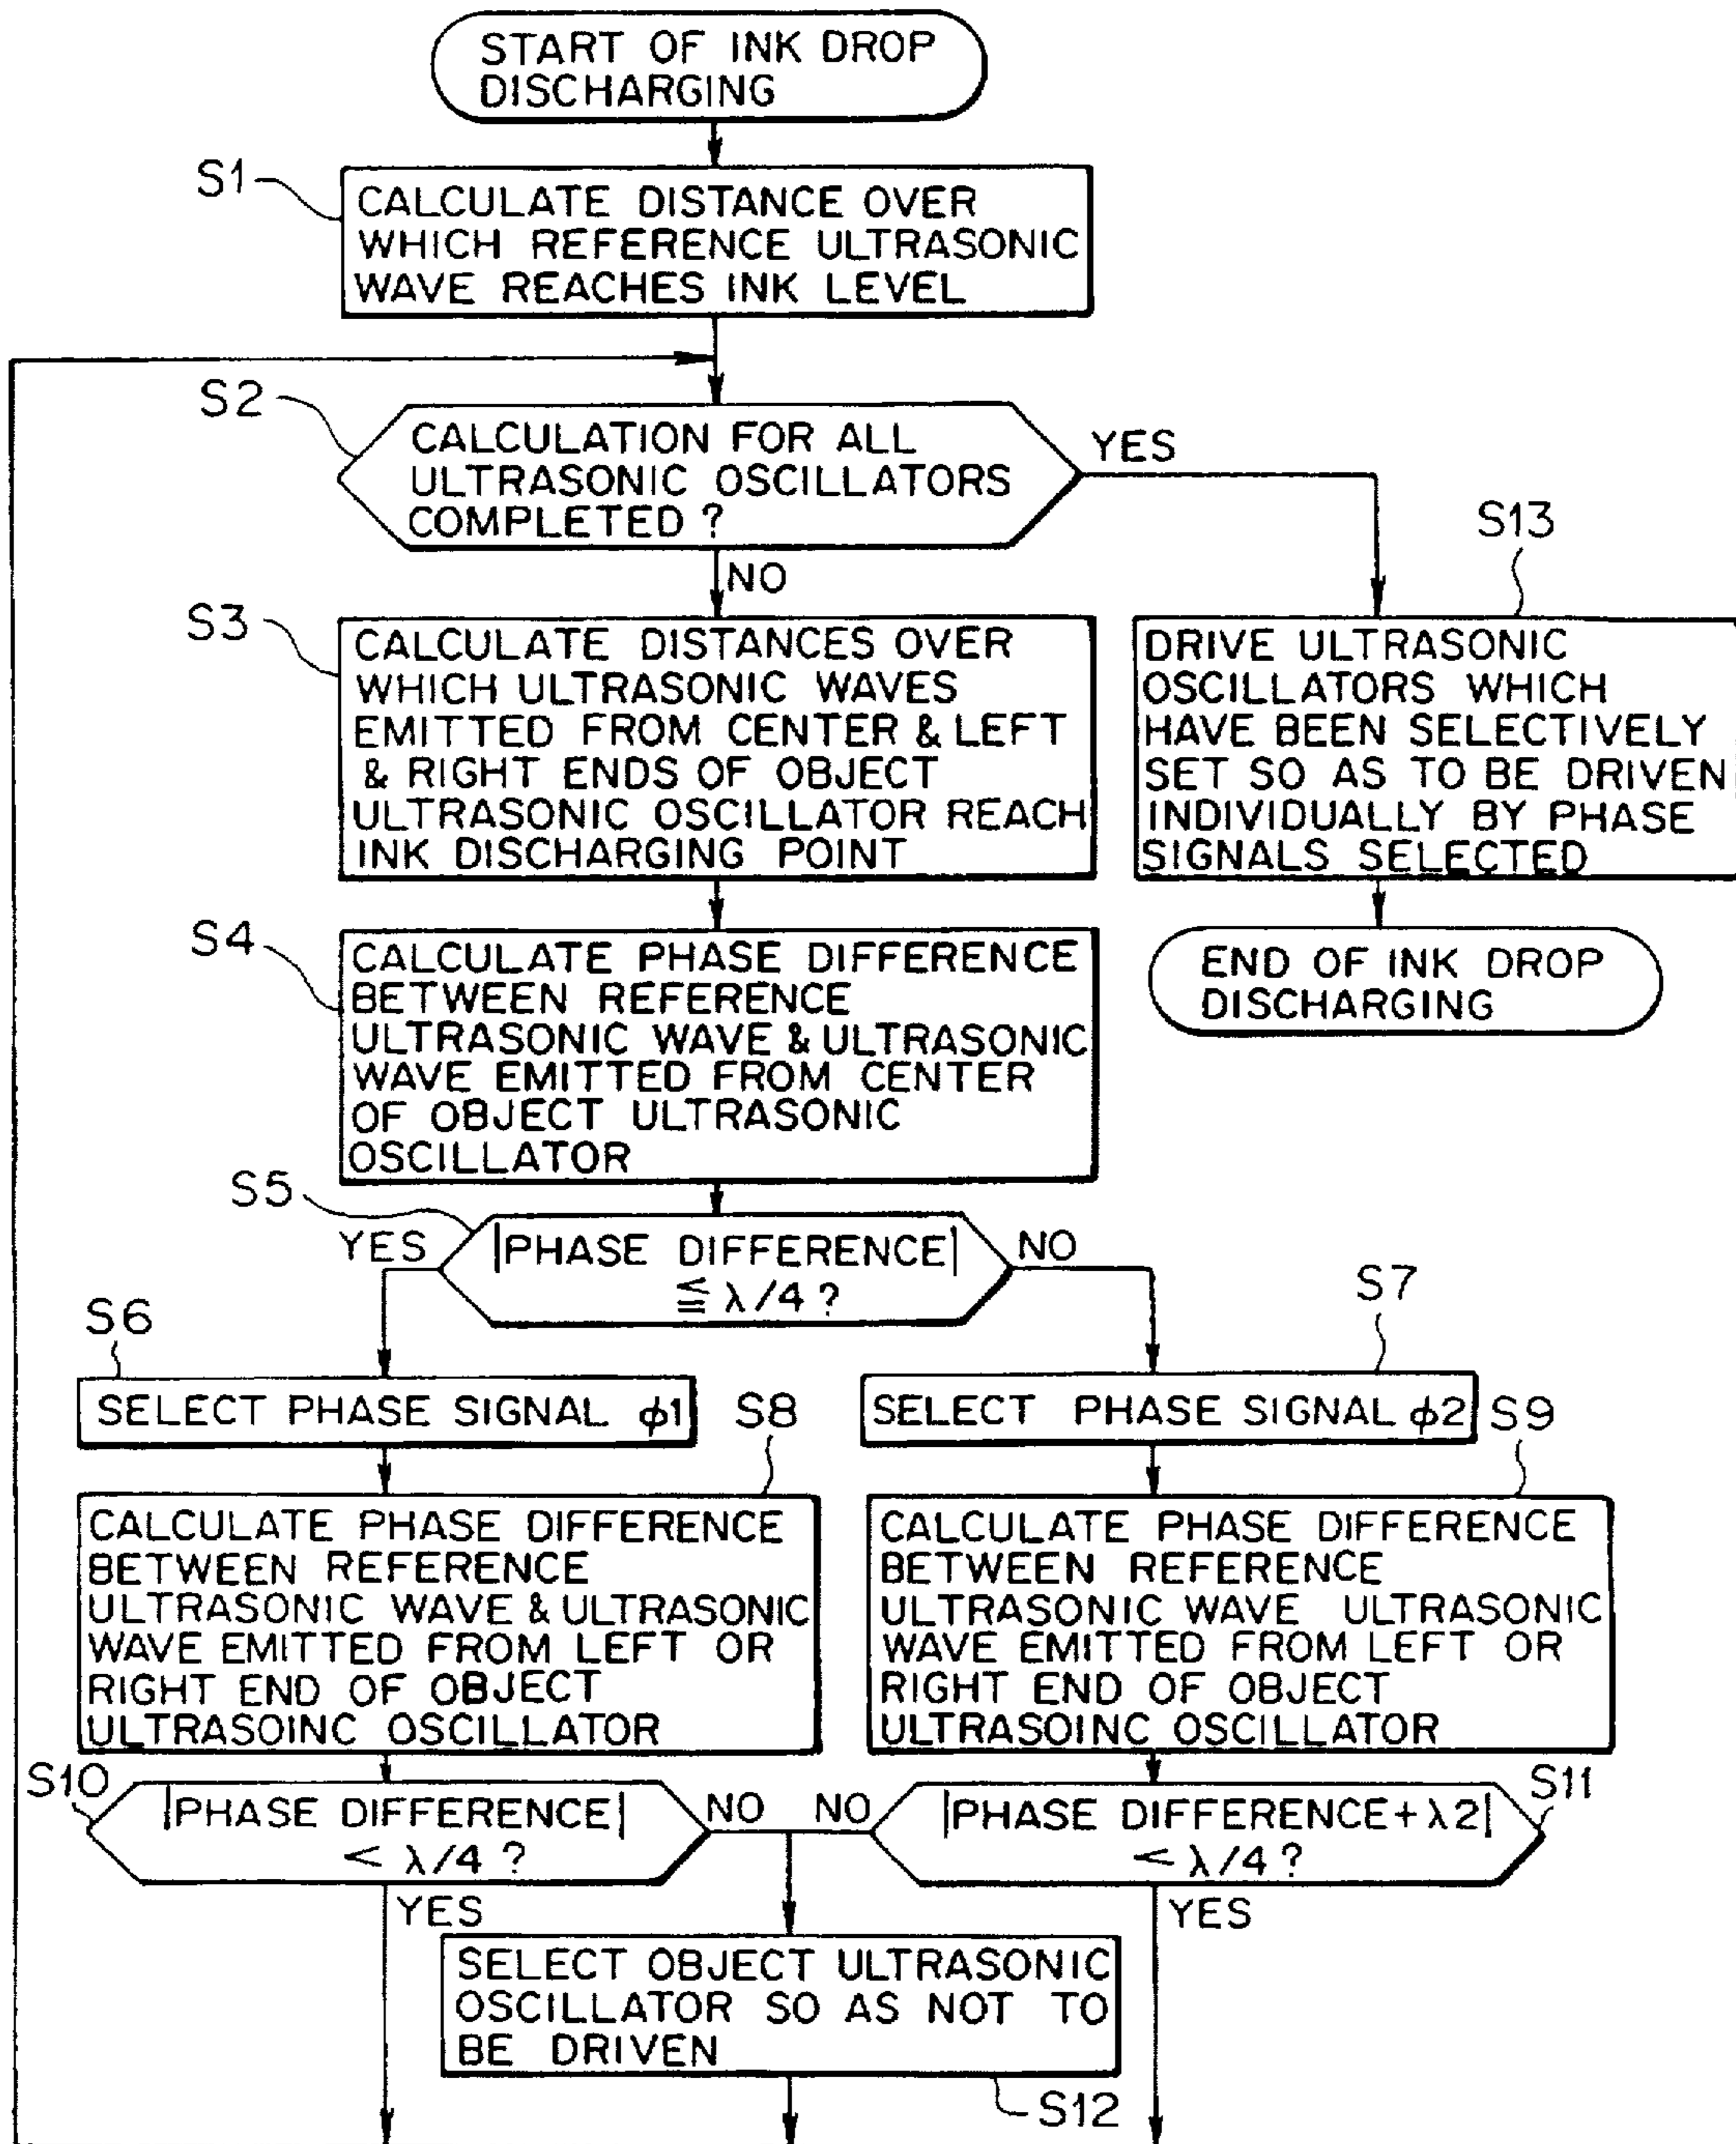 START OF INK DROP
DISCHARGING
S1
CALCULATE DISTANCE OVER
WHICH REFERENCE ULTRASONIC
WAVE REACHES INK LEVEL
S2
CALCULATION FOR ALL
ULTRASONIC OSCILLATORS
COMPLETED ?
YES
NO
S13
S3
CALCULATE DISTANCES OVER
WHICH ULTRASONIC WAVES
EMITTED FROM CENTER & LEFT
& RIGHT ENDS OF OBJECT
ULTRASONIC OSCILLATOR REACH
INK DISCHARGING POINT
DRIVE ULTRASONIC
OSCILLATORS WHICH
HAVE BEEN SELECTIVELY
SET SO AS TO BE DRIVEN
INDIVIDUALLY BY PHASE
SIGNALS SELECTED
S4
CALCULATE PHASE DIFFERENCE
BETWEEN REFERENCE
ULTRASONIC WAVE & ULTRASONIC
WAVE EMITTED FROM CENTER
OF OBJECT ULTRASONIC
OSCILLATOR
END OF INK DROP
DISCHARGING
S5
YES
|PHASE DIFFERENCE|
≦ λ/4 ?
NO
S6
SELECT PHASE SIGNAL ϕ1
S7
SELECT PHASE SIGNAL ϕ2
S8
CALCULATE PHASE DIFFERENCE
BETWEEN REFERENCE
ULTRASONIC WAVE & ULTRASONIC
WAVE EMITTED FROM LEFT OR
RIGHT END OF OBJECT
ULTRASOINC OSCILLATOR
S9
CALCULATE PHASE DIFFERENCE
BETWEEN REFERENCE
ULTRASONIC WAVE ULTRASONIC
WAVE EMITTED FROM LEFT OR
RIGHT END OF OBJECT
ULTRASOINC OSCILLATOR
S10
|PHASE DIFFERENCE|
< λ/4 ?
NO
NO
|PHASE DIFFERENCE+λ2|
< λ/4 ?
S11
YES
YES
SELECT OBJECT ULTRASONIC
OSCILLATOR SO AS NOT TO
BE DRIVEN
S12